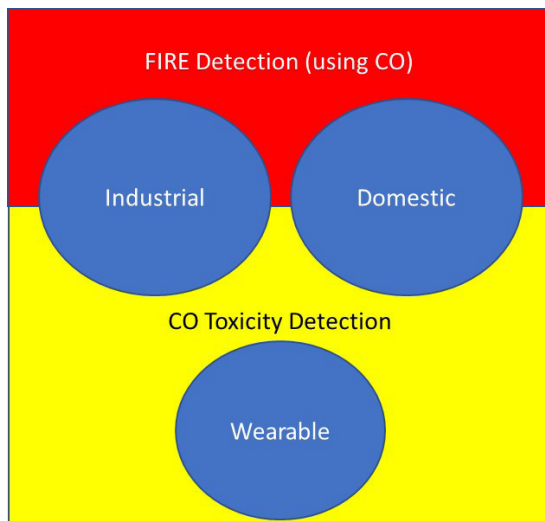 FIRE Detection (using CO)
Industrial
Domestic
CO Toxicity Detection
Wearable